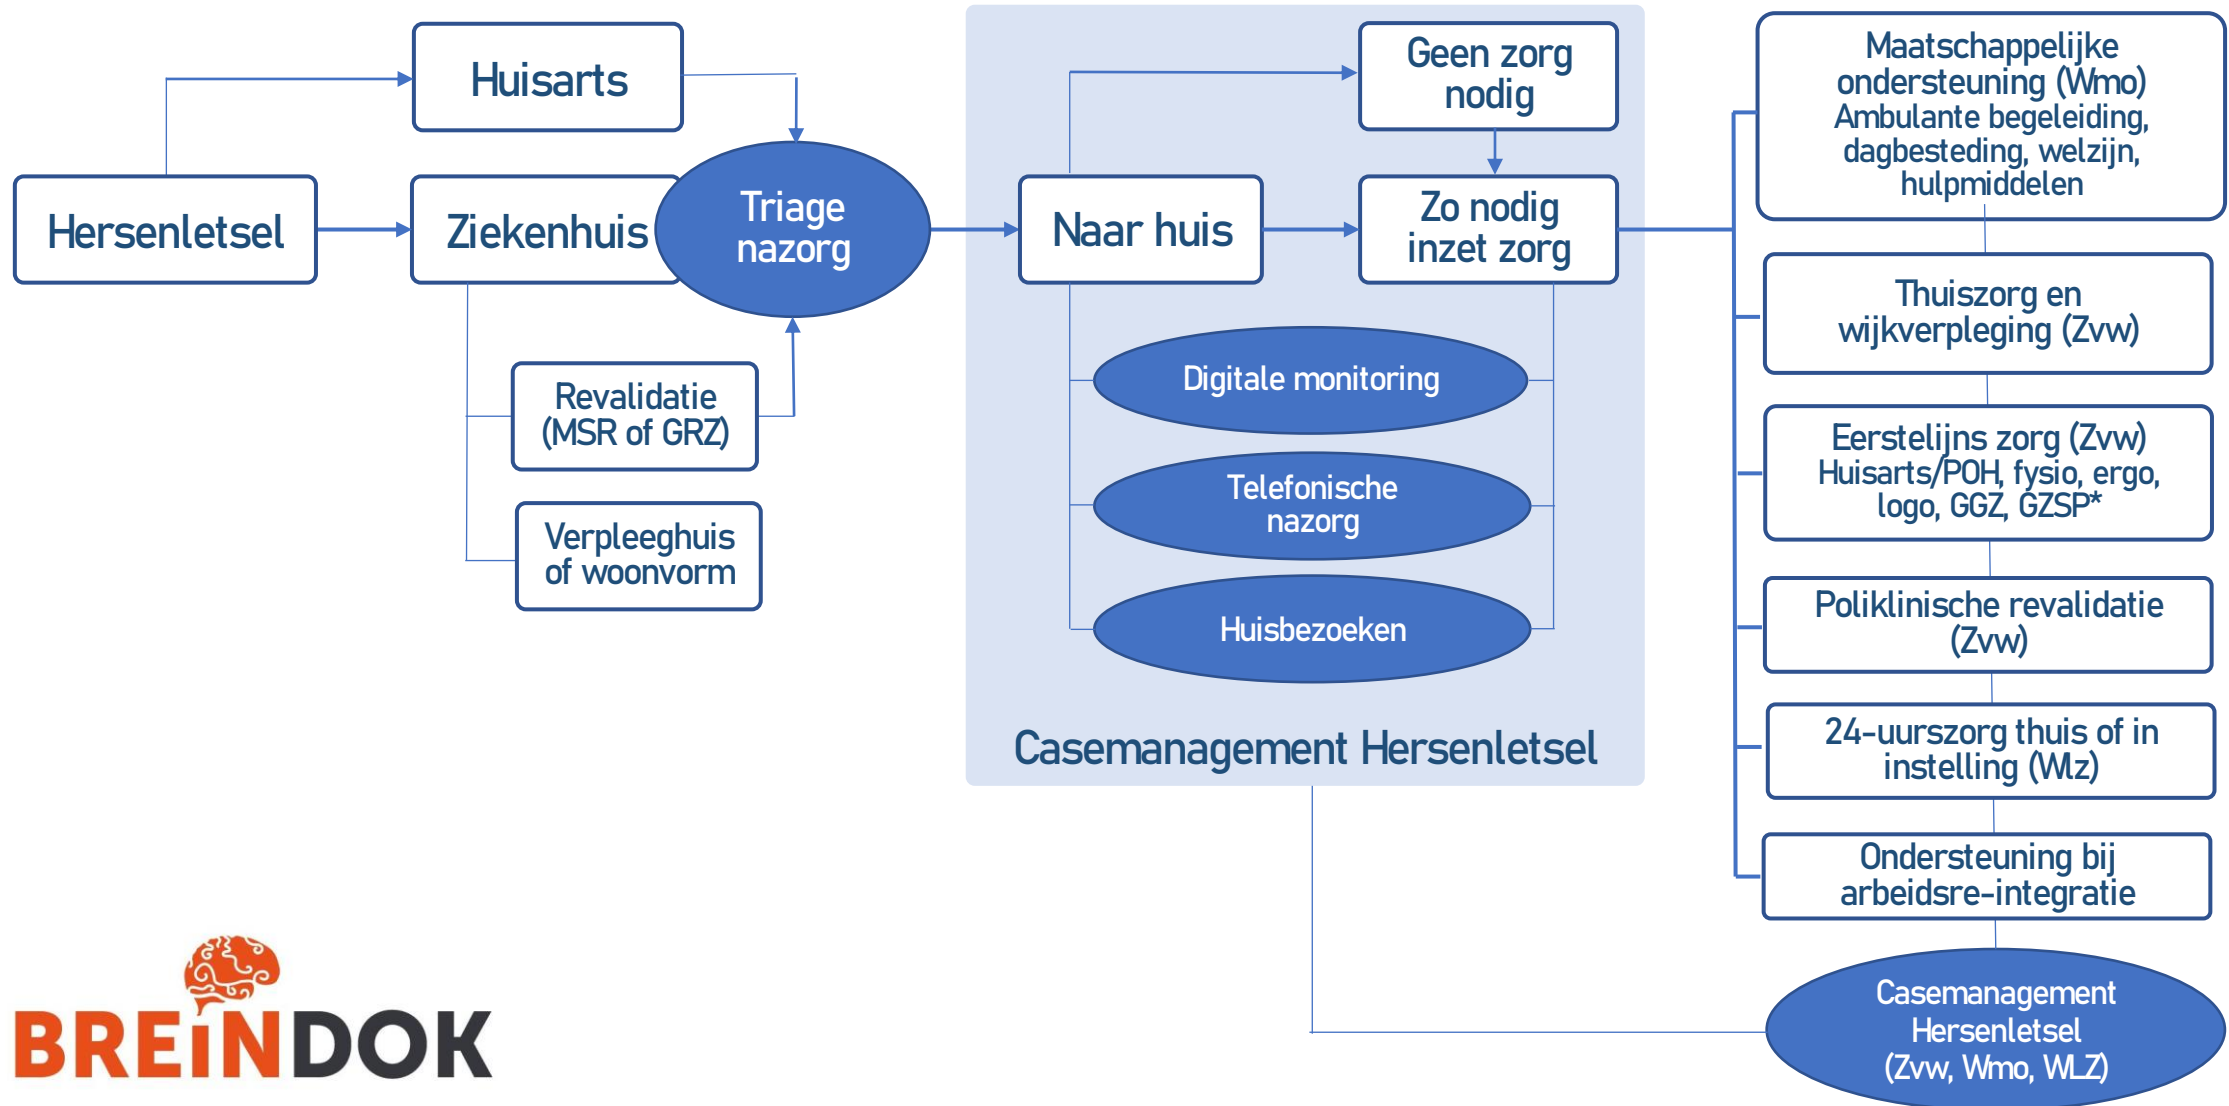 Huisarts
Hersenletsel
Ziekenhuis
Triage
nazorg
Revalidatie
(MSR of GRZ)
Verpleeghuis
of woonvorm
Geen zorg
nodig
Naar huis
Zo nodig
inzet zorg
Digitale monitoring
Telefonische
nazorg
Huisbezoeken
Casemanagement Hersenletsel
Maatschappelijke
ondersteuning (Wmo)
Ambulante begeleiding,
dagbesteding, welzijn,
hulpmiddelen
Thuiszorg en
wijkverpleging (Zvw)
Eerstelijns zorg (Zvw)
Huisarts/POH, fysio, ergo,
logo, GGZ, GZSP*
Poliklinische revalidatie
(Zvw)
24-uurszorg thuis of in
instelling (Wlz)
Ondersteuning bij
arbeidsre-integratie
Casemanagement
Hersenletsel
(Zvw, Wmo, WLZ)
BREiNDOK